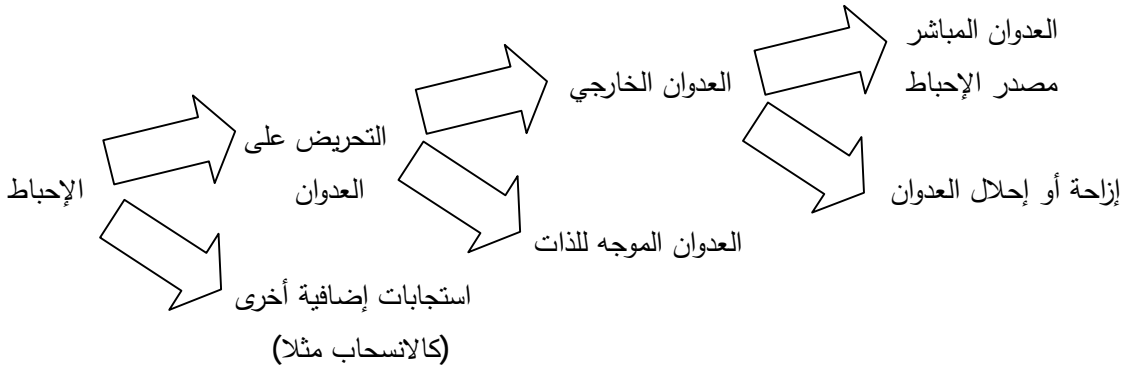 الإحباط
التحريض على
العدوان
استجابات إضافية أخرى
(كالانسحاب مثلا)
العدوان الخارجي
العدوان الموجه للذات
العدوان المباشر
مصدر الإحباط
إزاحة أو إحلال العدوان